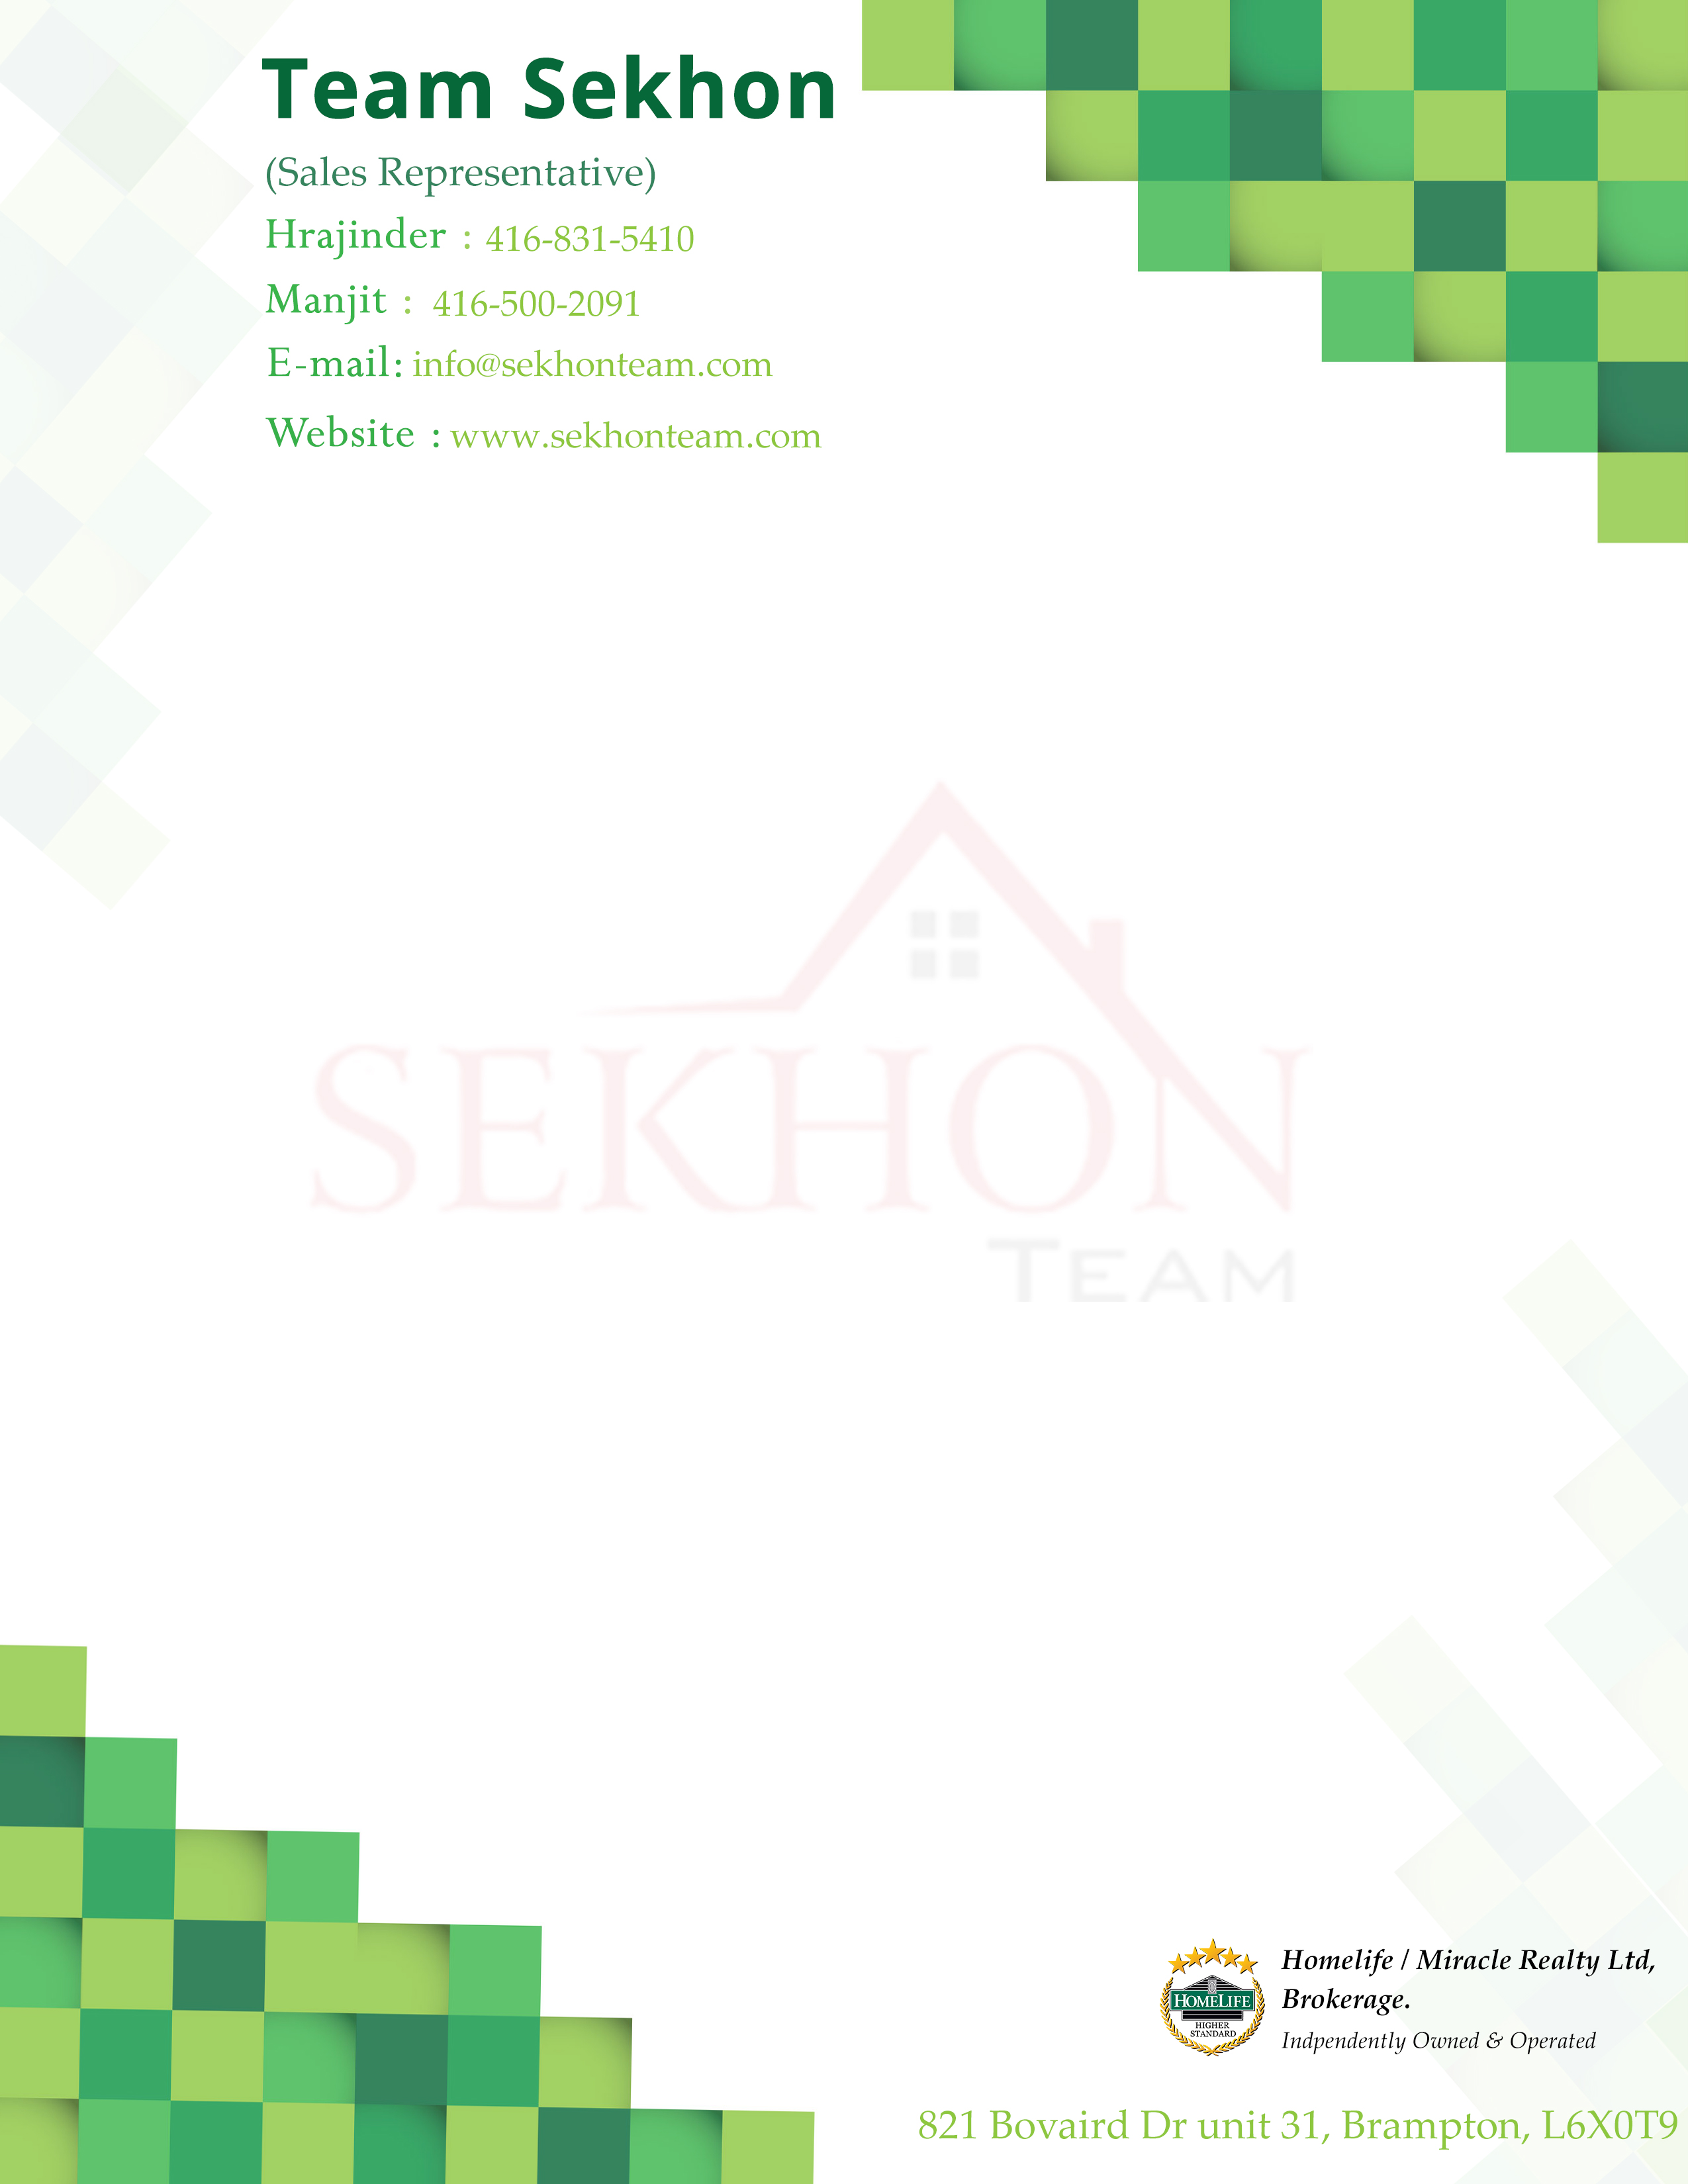 Team Sekhon
(Sales Representative)
Hrajinder : 416-831-5410
Manjit : 416-500-2091
E-mail: info@sekhonteam.com
Website : www.sekhonteam.com
SEKHON
TEAM
HOMELIFE
HIGHER
STANDARD
Homelife / Miracle Realty Ltd,
Brokerage.
Indpendently Owned & Operated
821 Bovaird Dr unit 31, Brampton, L6X0T9